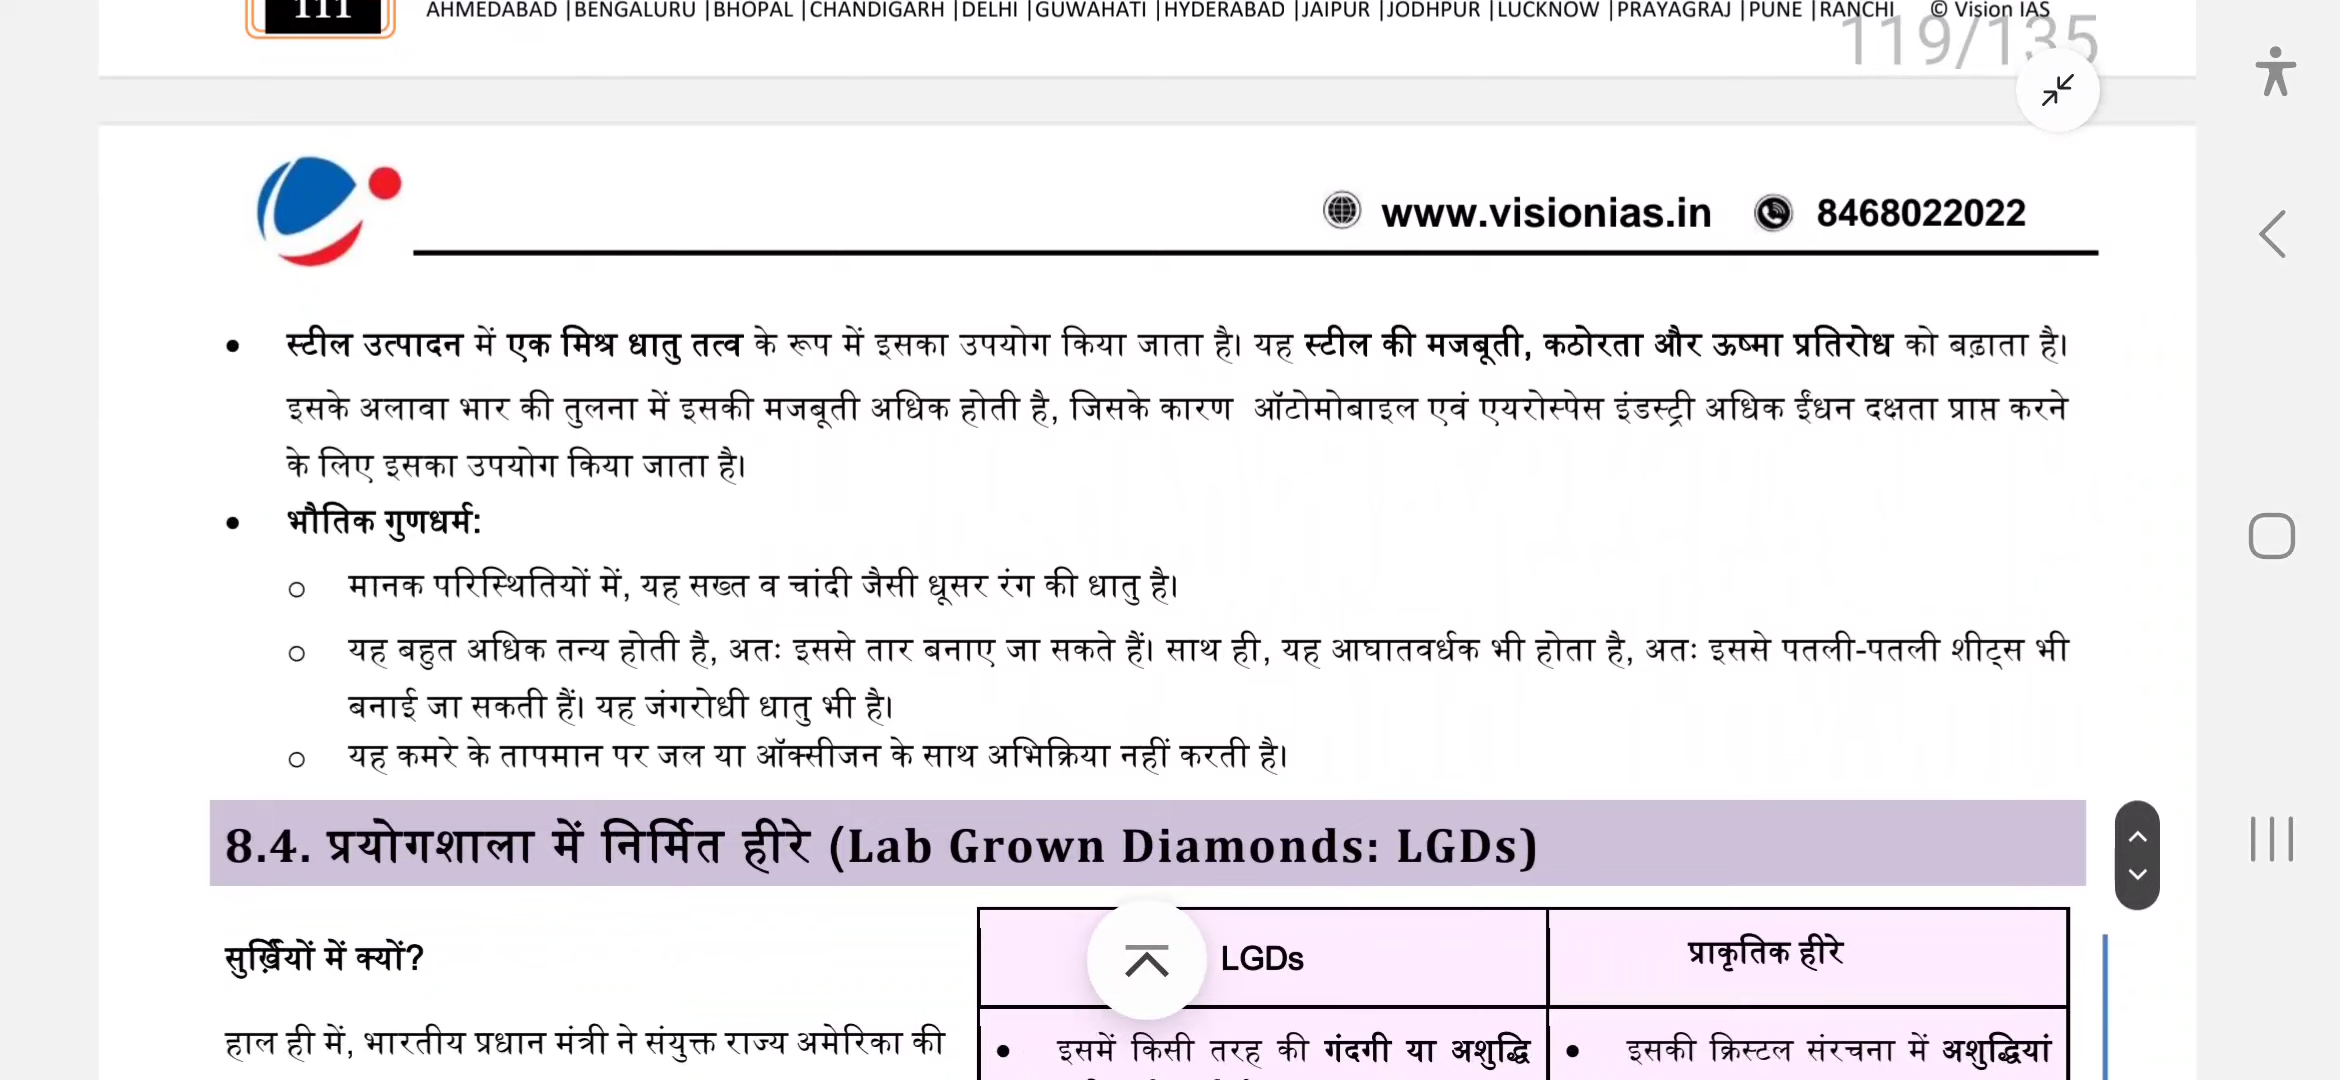 111
AHMEDABAD |BENGALURU |BHOPAL |CHANDIGARH |DELHI |GUWAHATI |HYDERABAD |JAIPUR |JODHPUR |LUCKNOW |PRAYAGRAJ |PUNE |RANCHI © Vision IAS
119/135
www.visionias.in 8468022022
• स्टील उत्पादन में एक मिश्र धातु तत्व के रूप में इसका उपयोग किया जाता है। यह स्टील की मजबूती, कठोरता और ऊष्मा प्रतिरोध को बढ़ाता है।
इसके अलावा भार की तुलना में इसकी मजबूती अधिक होती है, जिसके कारण ऑटोमोबाइल एवं एयरोस्पेस इंडस्ट्री अधिक ईंधन दक्षता प्राप्त करने
के लिए इसका उपयोग किया जाता है।
• भौतिक गुणधर्म:
o मानक परिस्थितियों में, यह सख्त व चांदी जैसी धूसर रंग की धातु है।
o यह बहुत अधिक तन्य होती है, अतः इससे तार बनाए जा सकते हैं। साथ ही, यह आघातवर्धक भी होता है, अतः इससे पतली-पतली शीट्स भी
बनाई जा सकती हैं। यह जंगरोधी धातु भी है।
o यह कमरे के तापमान पर जल या ऑक्सीजन के साथ अभिक्रिया नहीं करती है।
8.4. प्रयोगशाला में निर्मित हीरे (Lab Grown Diamonds: LGDs)
सुर्ख़ियों में क्यों?
हाल ही में, भारतीय प्रधान मंत्री ने संयुक्त राज्य अमेरिका की
LGDs प्राकृतिक हीरे
• इसमें किसी तरह की गंदगी या अशुद्धि • इसकी क्रिस्टल संरचना में अशुद्धियां